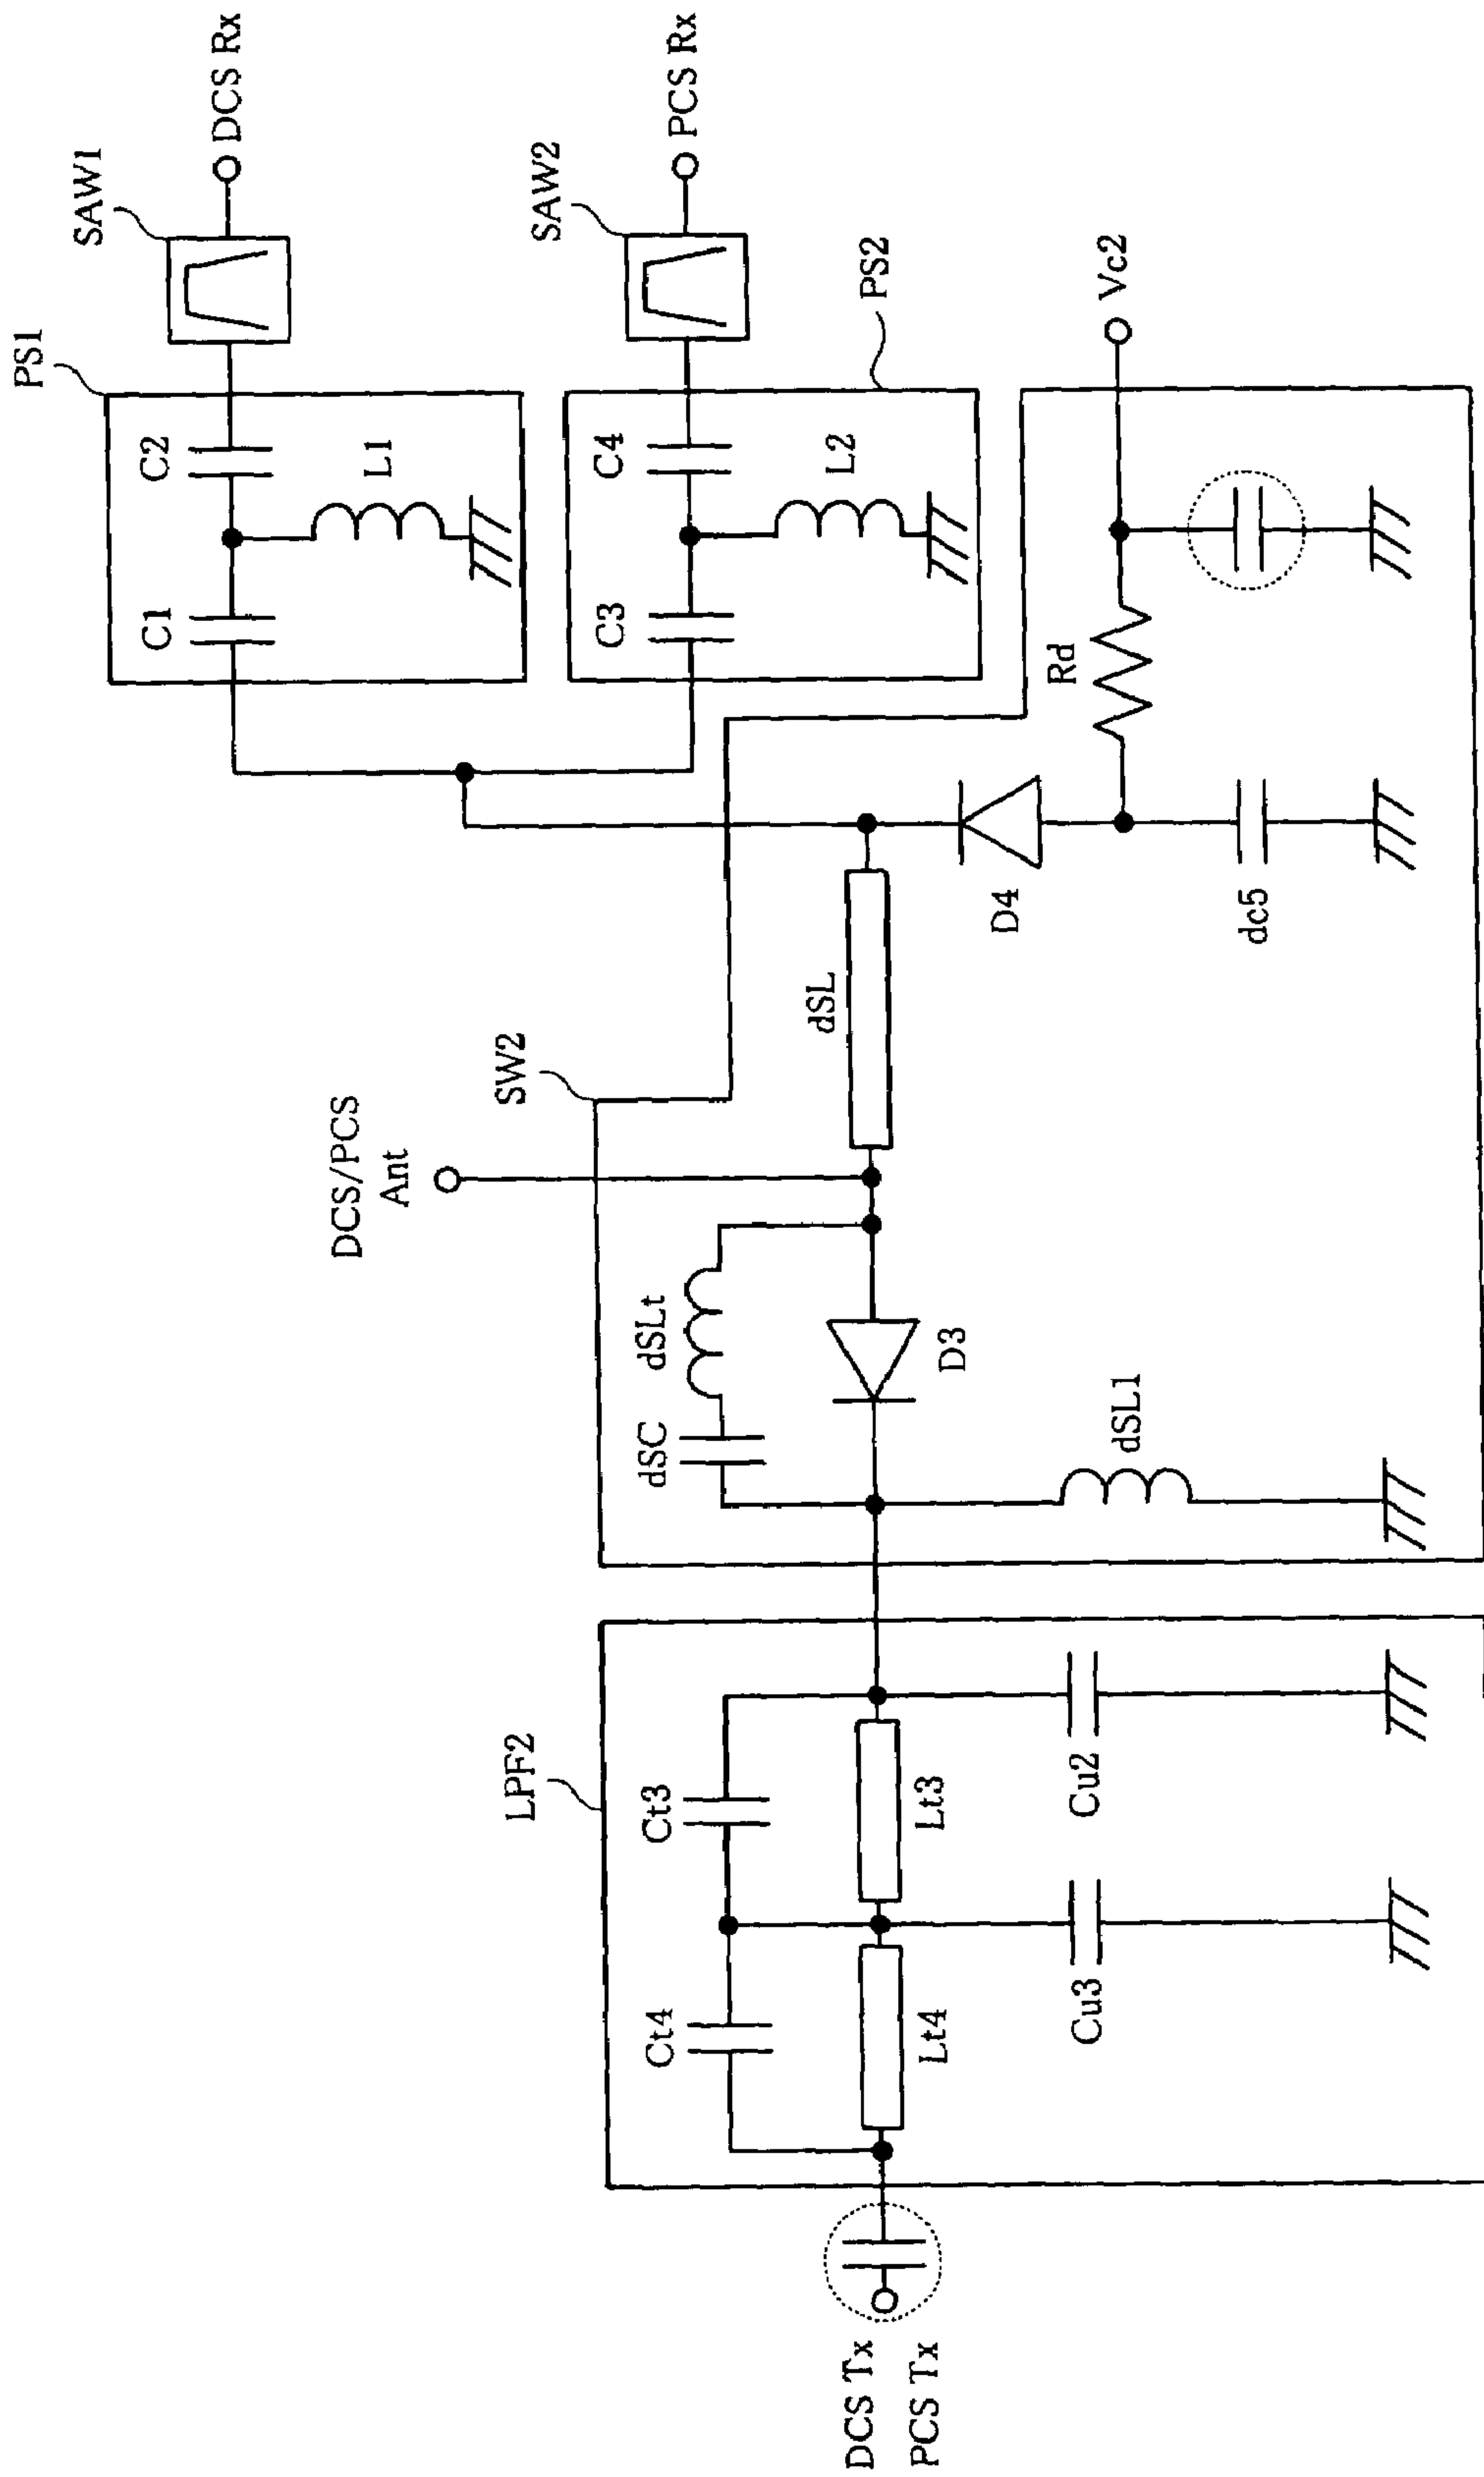 DCS Tx
PCS Tx
LPF2
Ct4
Ct3
Lt4
Lt3
Cu3
Cu2
DCS/PCS
Ant
SW2
dSC
dSLt
D3
dSL1
dSL
D4
dc5
Rd
Vc2
PS1
C1
C2
L1
SAW1
DCS Rx
C3
C4
L2
PS2
SAW2
PCS Rx